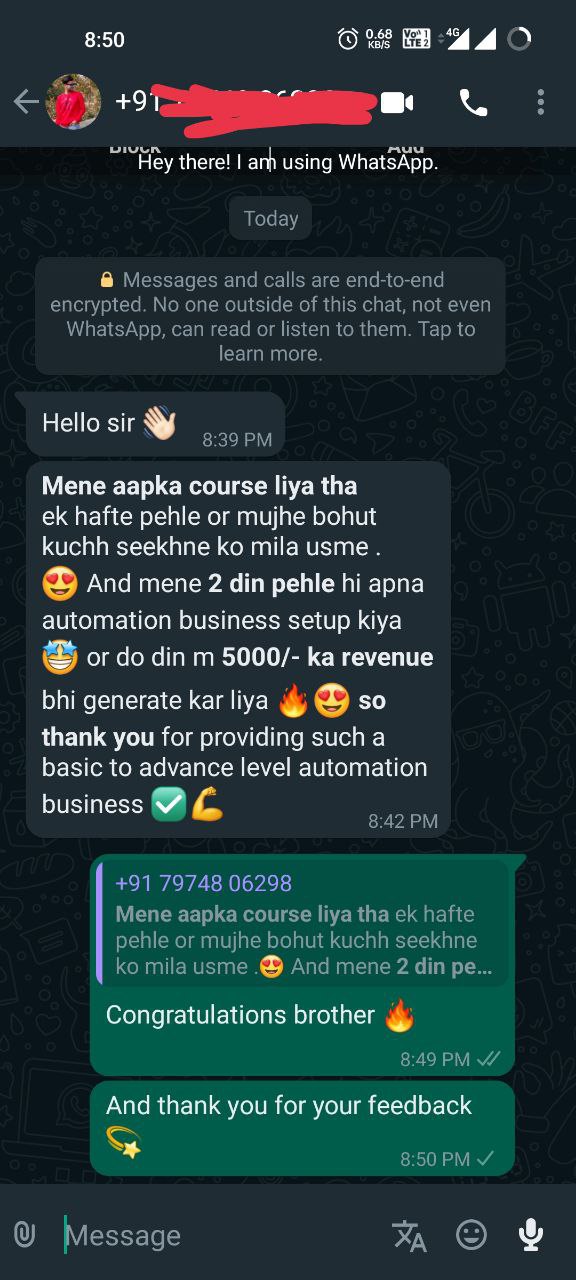 8:50
0.68 KB/S
Vo 1 LTE 2
4G
+91
Block Add
Hey there! I am using WhatsApp.
Today
Messages and calls are end-to-end
encrypted. No one outside of this chat, not even
WhatsApp, can read or listen to them. Tap to
learn more.
Hello sir 👋🏻
8:39 PM
Mene aapka course liya tha
ek hafte pehle or mujhe bohut
kuchh seekhne ko mila usme .
😍 And mene 2 din pehle hi apna
automation business setup kiya
🤩 or do din m 5000/- ka revenue
bhi generate kar liya 🔥😍 so
thank you for providing such a
basic to advance level automation
business ✅💪
8:42 PM
+91 79748 06298
Mene aapka course liya tha ek hafte
pehle or mujhe bohut kuchh seekhne
ko mila usme .😍 And mene 2 din pe...
Congratulations brother 🔥
8:49 PM
And thank you for your feedback
💫
8:50 PM
Message